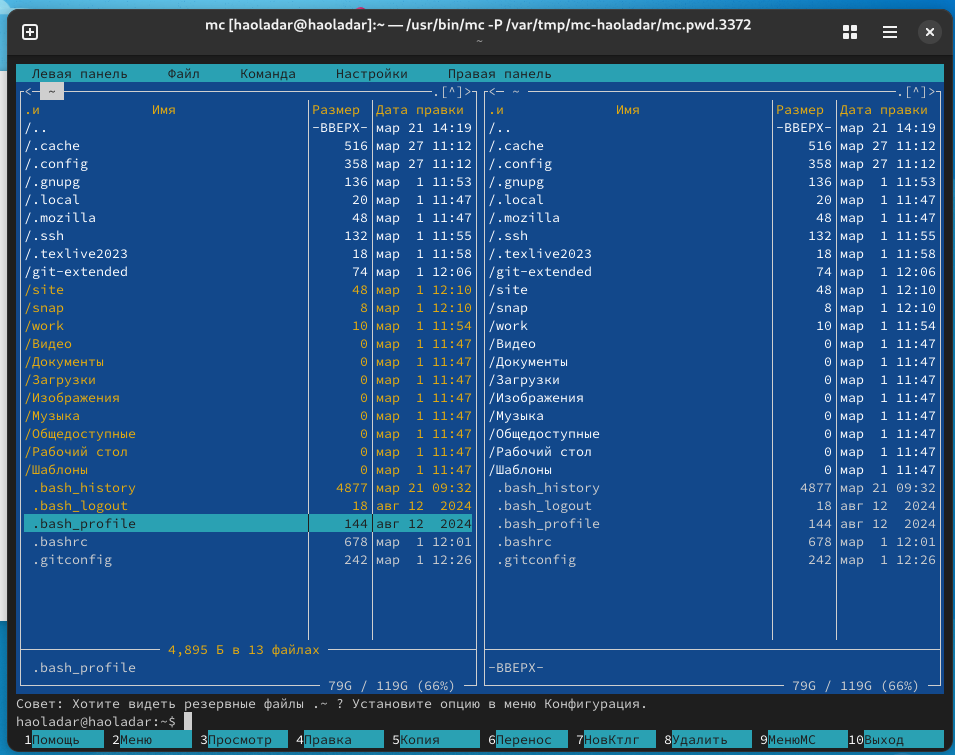 mc [haoladar@haoladar]:~ — /usr/bin/mc -P /var/tmp/mc-haoladar/mc.pwd.3372
~
Левая панель Файл Команда Настройки Правая панель
<- ~ .[^]> <- ~ .[^]>
.и Имя Размер Дата правки .и Имя Размер Дата правки
/.. -ВВЕРХ- мар 21 14:19 /.. -ВВЕРХ- мар 21 14:19
/.cache 516 мар 27 11:12 /.cache 516 мар 27 11:12
/.config 358 мар 27 11:12 /.config 358 мар 27 11:12
/.gnupg 136 мар 1 11:53 /.gnupg 136 мар 1 11:53
/.local 20 мар 1 11:47 /.local 20 мар 1 11:47
/.mozilla 48 мар 1 11:47 /.mozilla 48 мар 1 11:47
/.ssh 132 мар 1 11:55 /.ssh 132 мар 1 11:55
/.texlive2023 18 мар 1 11:58 /.texlive2023 18 мар 1 11:58
/git-extended 74 мар 1 12:06 /git-extended 74 мар 1 12:06
/site 48 мар 1 12:10 /site 48 мар 1 12:10
/snap 8 мар 1 12:10 /snap 8 мар 1 12:10
/work 10 мар 1 11:54 /work 10 мар 1 11:54
/Видео 0 мар 1 11:47 /Видео 0 мар 1 11:47
/Документы 0 мар 1 11:47 /Документы 0 мар 1 11:47
/Загрузки 0 мар 1 11:47 /Загрузки 0 мар 1 11:47
/Изображения 0 мар 1 11:47 /Изображения 0 мар 1 11:47
/Музыка 0 мар 1 11:47 /Музыка 0 мар 1 11:47
/Общедоступные 0 мар 1 11:47 /Общедоступные 0 мар 1 11:47
/Рабочий стол 0 мар 1 11:47 /Рабочий стол 0 мар 1 11:47
/Шаблоны 0 мар 1 11:47 /Шаблоны 0 мар 1 11:47
.bash_history 4877 мар 21 09:32 .bash_history 4877 мар 21 09:32
.bash_logout 18 авг 12 2024 .bash_logout 18 авг 12 2024
.bash_profile 144 авг 12 2024 .bash_profile 144 авг 12 2024
.bashrc 678 мар 1 12:01 .bashrc 678 мар 1 12:01
.gitconfig 242 мар 1 12:26 .gitconfig 242 мар 1 12:26
4,895 Б в 13 файлах
.bash_profile -ВВЕРХ-
79G / 119G (66%) 79G / 119G (66%)
Совет: Хотите видеть резервные файлы .~ ? Установите опцию в меню Конфигурация.
haoladar@haoladar:~$
1Помощь 2Меню 3Просмотр 4Правка 5Копия 6Перенос 7НовКтлг 8Удалить 9МенюMC 10Выход